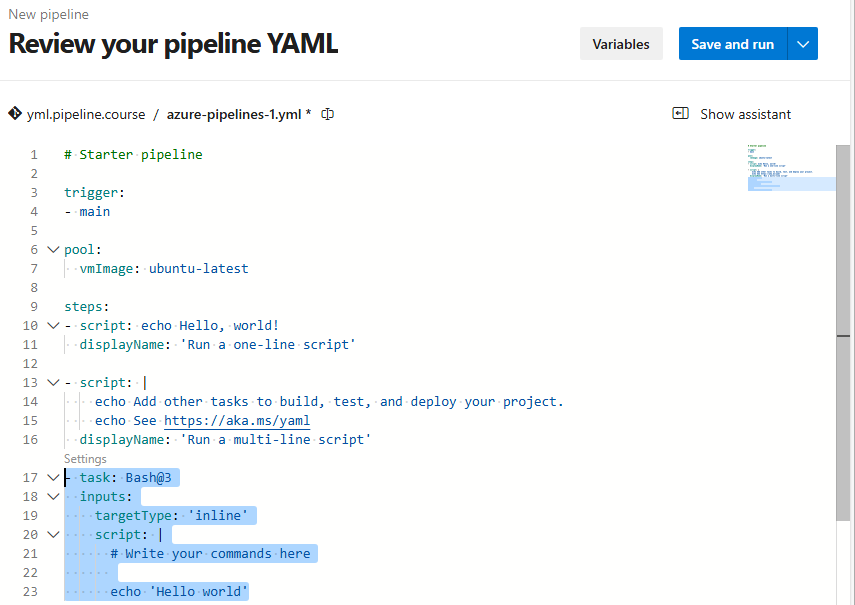 New pipeline
Review your pipeline YAML
Variables
Save and run
yml.pipeline.course / azure-pipelines-1.yml *
Show assistant
1 # Starter pipeline
2
3 trigger:
4 - main
5
6 pool:
7   vmImage: ubuntu-latest
8
9 steps:
10 - script: echo Hello, world!
11   displayName: 'Run a one-line script'
12
13 - script: |
14     echo Add other tasks to build, test, and deploy your project.
15     echo See https://aka.ms/yaml
16   displayName: 'Run a multi-line script'
Settings
17 - task: Bash@3
18   inputs:
19     targetType: 'inline'
20     script: |
21       # Write your commands here
22
23       echo 'Hello world'